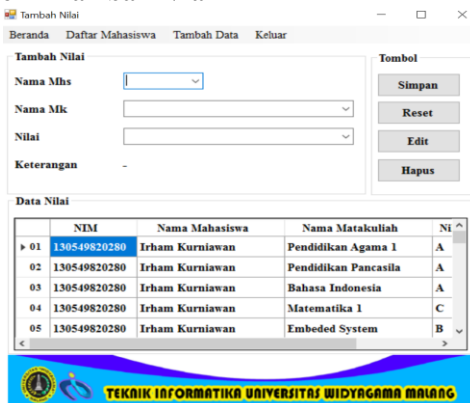 Tambah Nilai
Beranda Daftar Mahasiswa Tambah Data Keluar
Tambah Nilai
Nama Mhs
Nama Mk
Nilai
Keterangan -
Tombol
Simpan
Reset
Edit
Hapus
Data Nilai
NIM Nama Mahasiswa Nama Matakuliah Ni
01 130549820280 Irham Kurniawan Pendidikan Agama 1 A
02 130549820280 Irham Kurniawan Pendidikan Pancasila A
03 130549820280 Irham Kurniawan Bahasa Indonesia A
04 130549820280 Irham Kurniawan Matematika 1 C
05 130549820280 Irham Kurniawan Embeded System B
TEKNIK INFORMATIKA UNIVERSITAS WIDYAGAMA MALANG